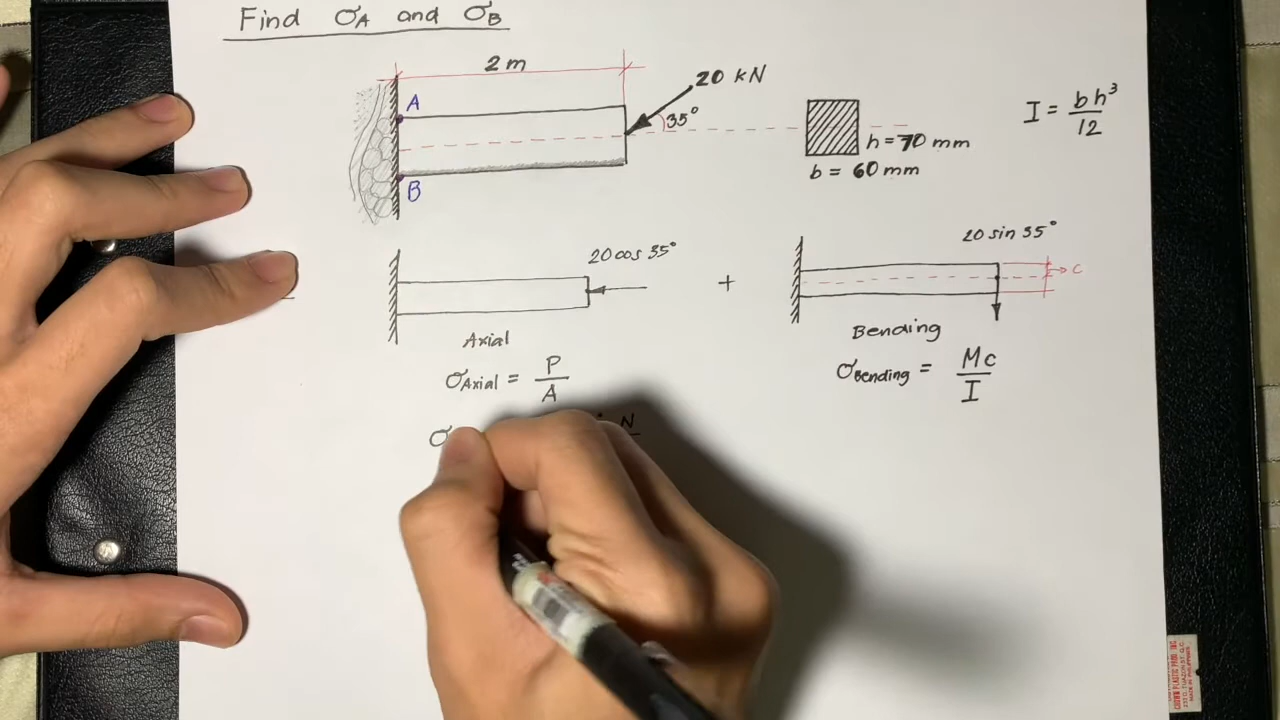 Find σA and σB
2 m
20 kN
A
35°
I = bh³/12
h = 70 mm
b = 60 mm
B
20 cos 35°
20 sin 35°
+
c
Axial
Bending
σAxial = P/A
σBending = Mc/I
σ
N